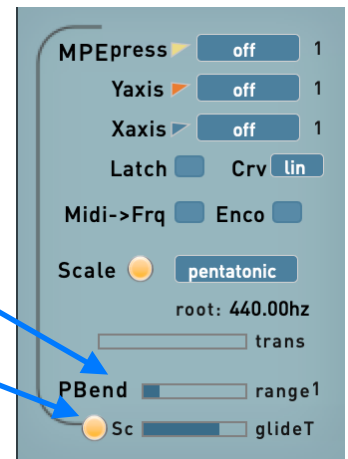 MPEpress off 1
Yaxis off 1
Xaxis off 1
Latch Crv lin
Midi->Frq Enco
Scale pentatonic
root: 440.00hz
trans
PBend range1
Sc glideT